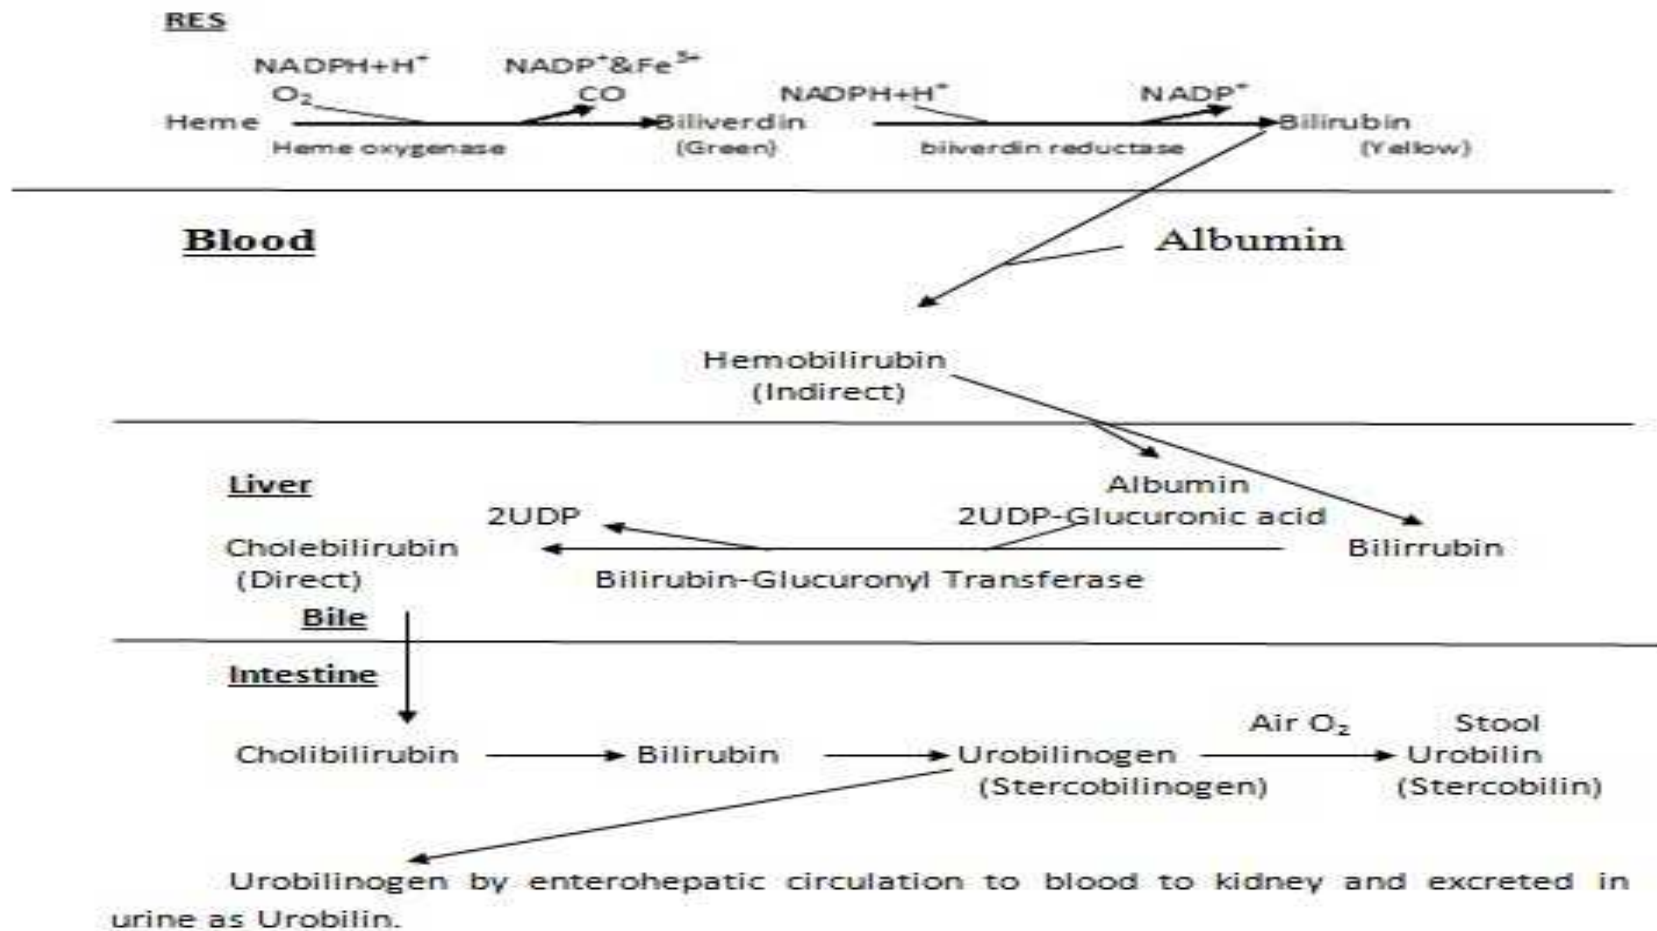 RES
NADPH+H⁺ NADP⁺&Fe³⁺
O₂ CO NADPH+H⁺ NADP⁺
Heme Biliverdin Bilirubin
Heme oxygenase (Green) biiverdin reductase (Yellow)
Blood Albumin
Hemobilirubin
(Indirect)
Liver Albumin
2UDP 2UDP-Glucuronic acid
Cholebilirubin Bilirrubin
(Direct) Bilirubin-Glucuronyl Transferase
Bile
Intestine
Air O₂ Stool
Cholibilirubin Bilirubin Urobilinogen Urobilin
(Stercobilinogen) (Stercobilin)
Urobilinogen by enterohepatic circulation to blood to kidney and excreted in
urine as Urobilin.